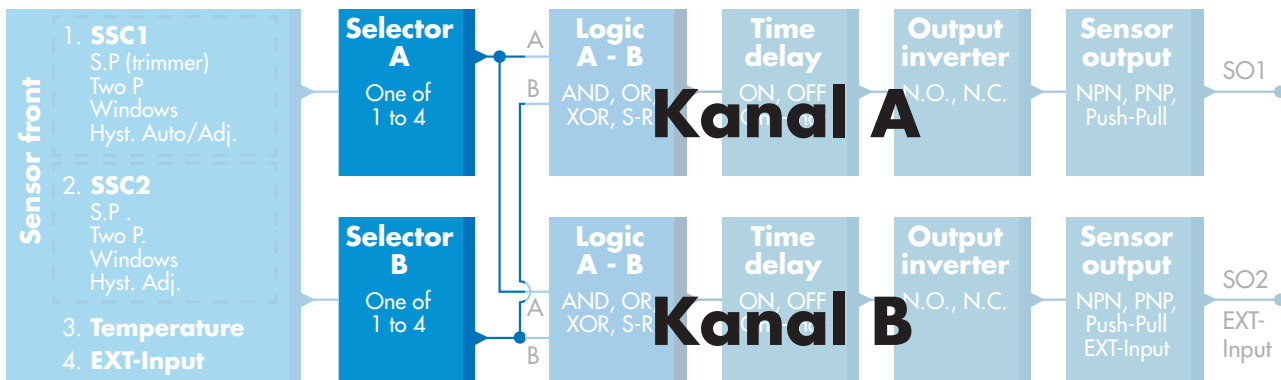 Sensor front
1. SSC1
S.P (trimmer)
Two P
Windows
Hyst. Auto/Adj.
2. SSC2
S.P .
Two P.
Windows
Hyst. Adj.
3. Temperature
4. EXT-Input
Selector
A
One of
1 to 4
A
B
Logic
A - B
AND, OR,
XOR, S-R
Time
delay
ON, OFF
Output
inverter
N.O., N.C.
Sensor
output
NPN, PNP,
Push-Pull
SO1
Kanal A
Selector
B
One of
1 to 4
A
B
Logic
A - B
AND, OR,
XOR, S-R
Time
delay
ON, OFF
Output
inverter
N.O., N.C.
Sensor
output
NPN, PNP,
Push-Pull
EXT-Input
SO2
EXT-
Input
Kanal B